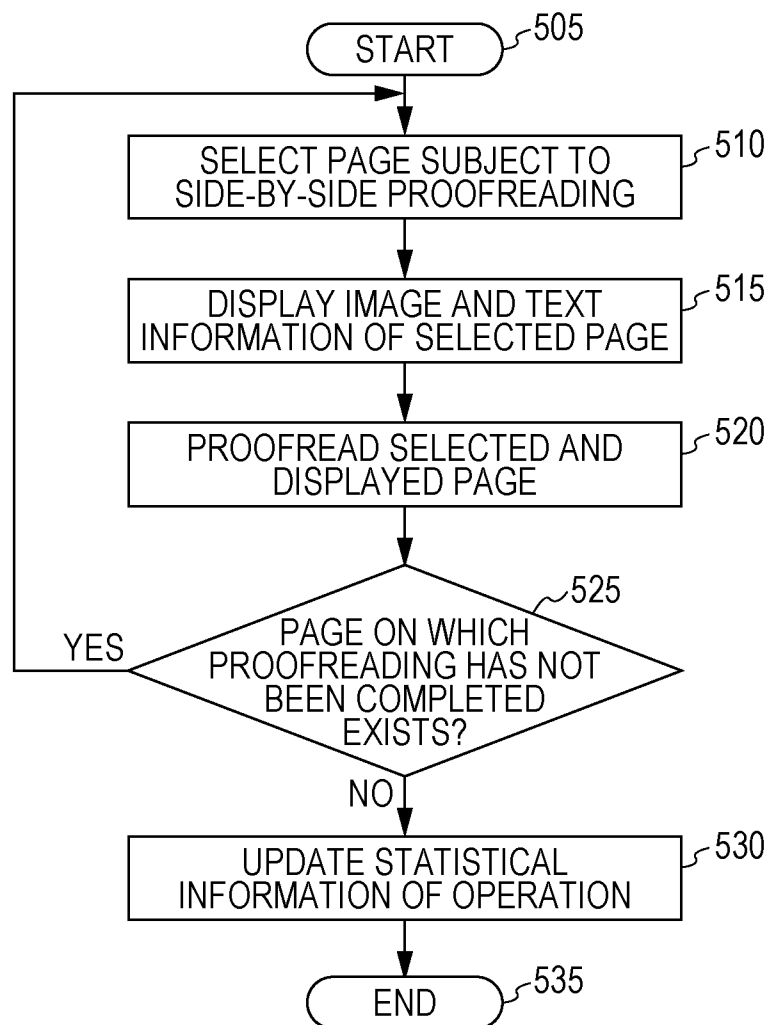 START
505
SELECT PAGE SUBJECT TO
SIDE-BY-SIDE PROOFREADING
510
DISPLAY IMAGE AND TEXT
INFORMATION OF SELECTED PAGE
515
PROOFREAD SELECTED AND
DISPLAYED PAGE
520
525
PAGE ON WHICH
PROOFREADING HAS NOT
BEEN COMPLETED
EXISTS?
YES
NO
UPDATE STATISTICAL
INFORMATION OF OPERATION
530
END
535